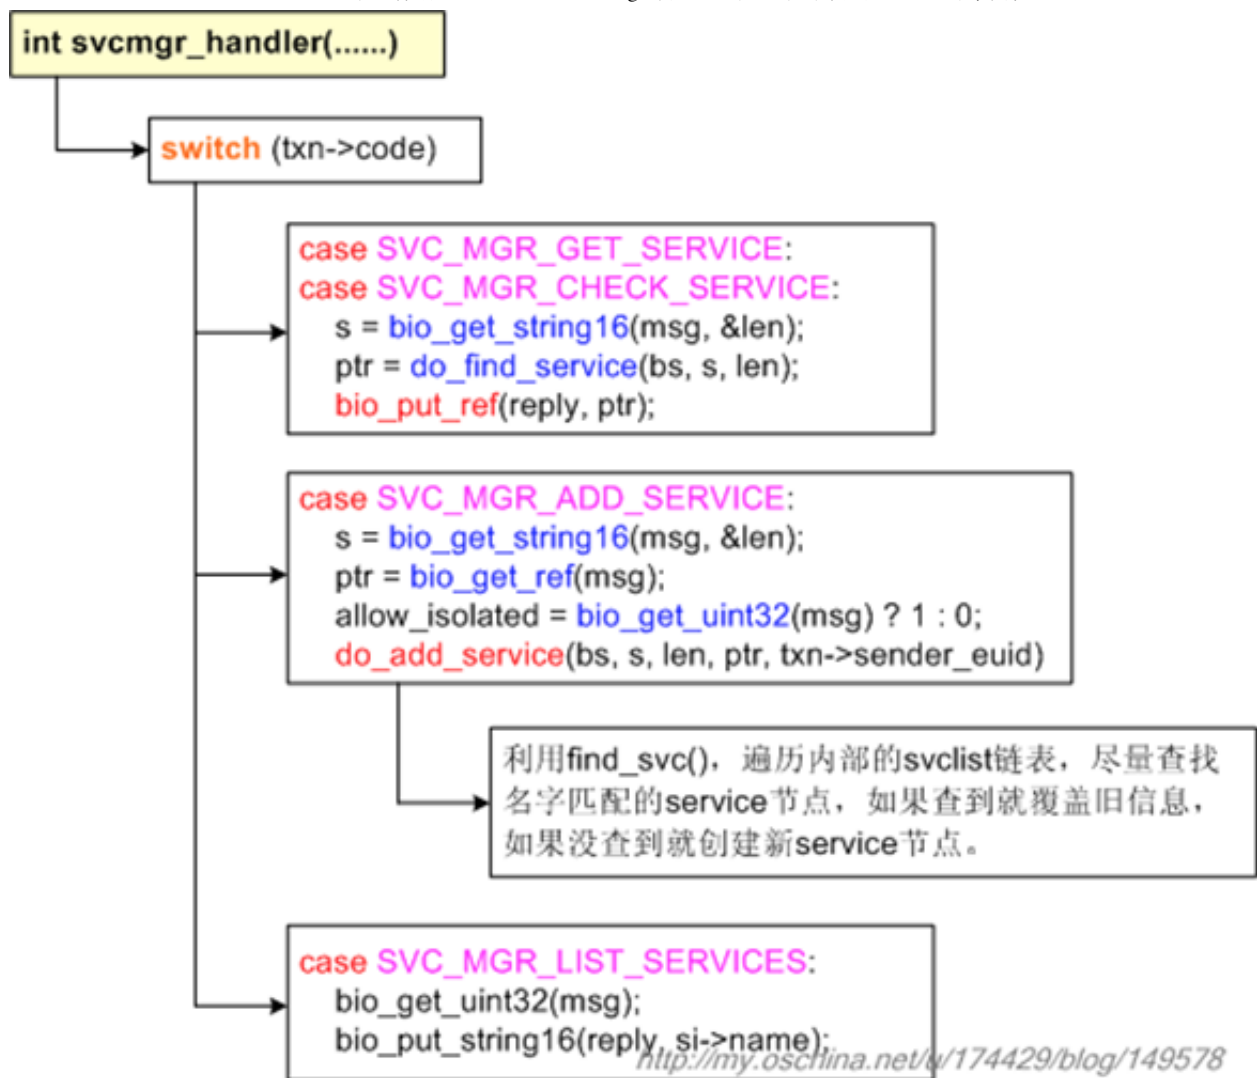 int svcmgr_handler(......)
switch (txn->code)
case SVC_MGR_GET_SERVICE:
case SVC_MGR_CHECK_SERVICE:
s = bio_get_string16(msg, &len);
ptr = do_find_service(bs, s, len);
bio_put_ref(reply, ptr);
case SVC_MGR_ADD_SERVICE:
s = bio_get_string16(msg, &len);
ptr = bio_get_ref(msg);
allow_isolated = bio_get_uint32(msg) ? 1 : 0;
do_add_service(bs, s, len, ptr, txn->sender_euid)
利用find_svc()，遍历内部的svclist链表，尽量查找
名字匹配的service节点，如果查到就覆盖旧信息，
如果没查到就创建新service节点。
case SVC_MGR_LIST_SERVICES:
bio_get_uint32(msg);
bio_put_string16(reply, si->name);
http://my.oschina.net/u/174429/blog/149578